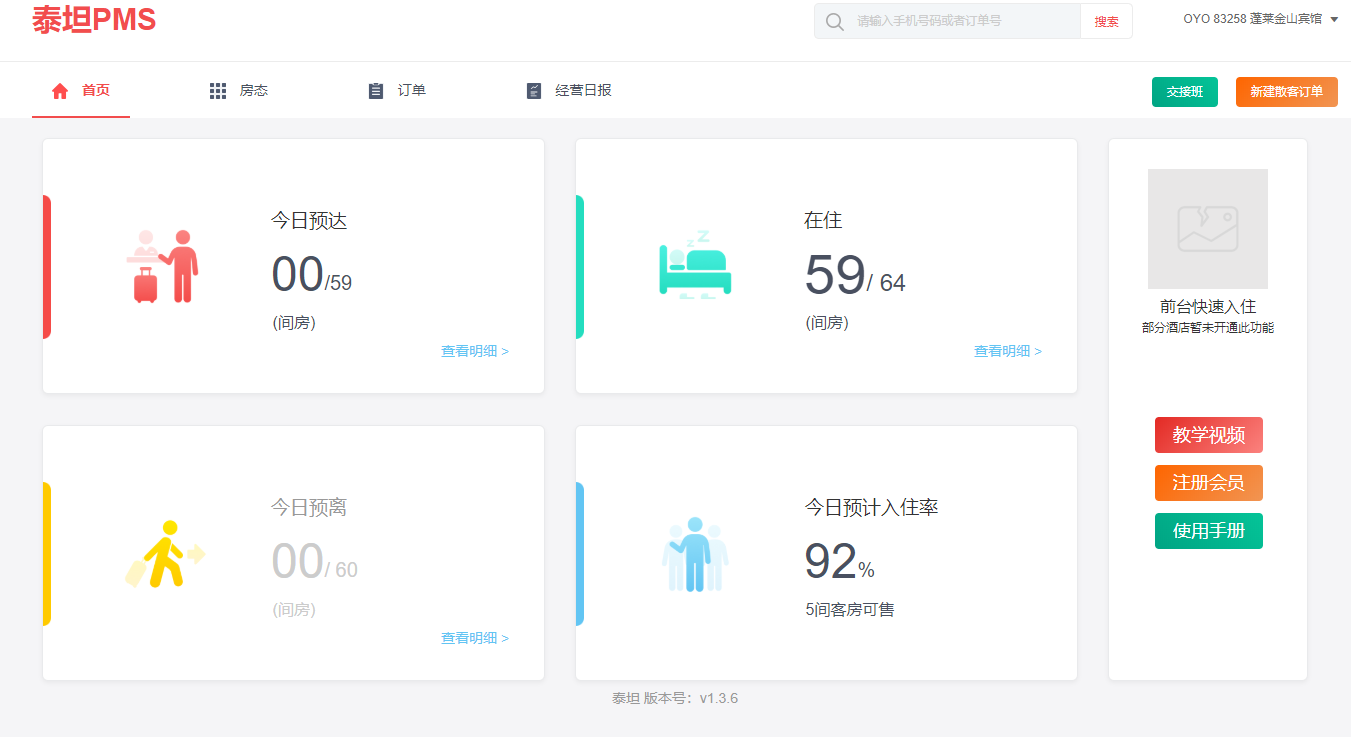 泰坦PMS
请输入手机号码或者订单号
搜索
OYO 83258 蓬莱金山宾馆
首页
房态
订单
经营日报
交接班
新建散客订单
今日预达
00/59
(间房)
查看明细 >
在住
59/ 64
(间房)
查看明细 >
前台快速入住
部分酒店暂未开通此功能
教学视频
注册会员
使用手册
今日预离
00/ 60
(间房)
查看明细 >
今日预计入住率
92%
5间客房可售
泰坦 版本号：v1.3.6